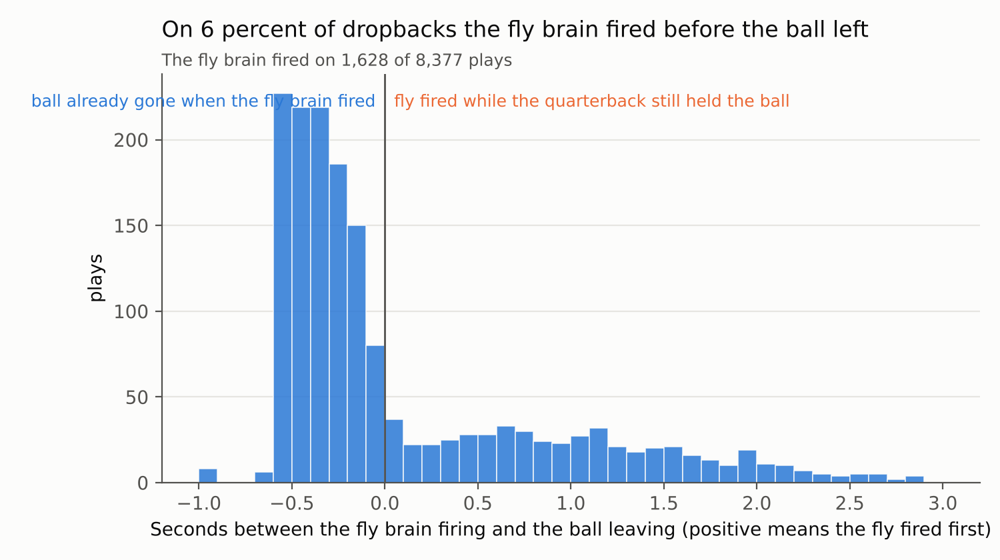 On 6 percent of dropbacks the fly brain fired before the ball left
The fly brain fired on 1,628 of 8,377 plays
ball already gone when the fly brain fired
fly fired while the quarterback still held the ball
200
150
100
50
0
plays
−1.0
−0.5
0.0
0.5
1.0
1.5
2.0
2.5
3.0
Seconds between the fly brain firing and the ball leaving (positive means the fly fired first)